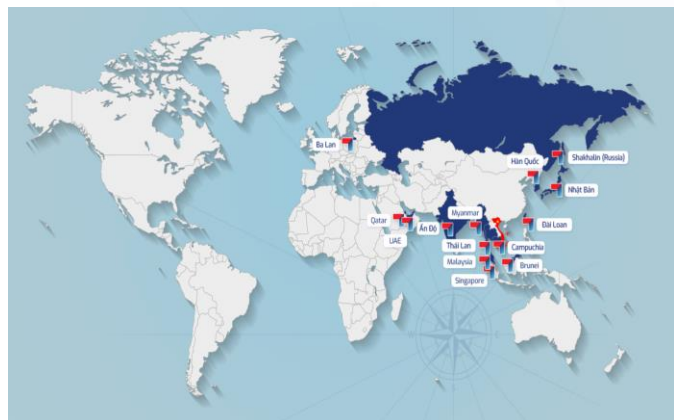 Ba Lan
Hàn Quốc
Shakhalin (Russia)
Nhật Bản
Qatar
UAE
Ấn Độ
Myanmar
Đài Loan
Thái Lan
Campuchia
Malaysia
Brunei
Singapore